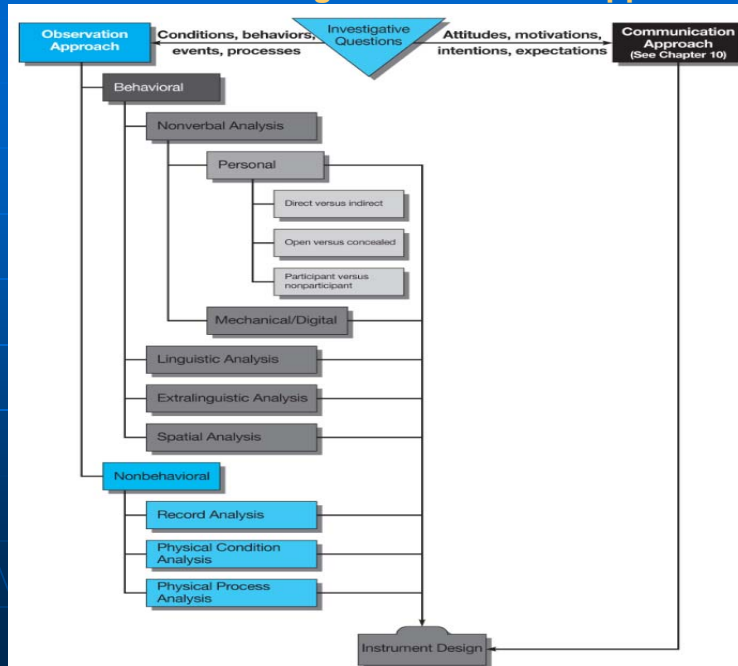 Observation
Approach
Conditions, behaviors,
events, processes
Investigative
Questions
Attitudes, motivations,
intentions, expectations
Communication
Approach
(See Chapter 10)
Behavioral
Nonverbal Analysis
Personal
Direct versus indirect
Open versus concealed
Participant versus
nonparticipant
Mechanical/Digital
Linguistic Analysis
Extralinguistic Analysis
Spatial Analysis
Nonbehavioral
Record Analysis
Physical Condition
Analysis
Physical Process
Analysis
Instrument Design